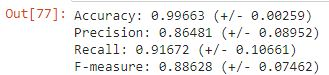 Out[77]: Accuracy: 0.99663 (+/- 0.00259)
Precision: 0.86481 (+/- 0.08952)
Recall: 0.91672 (+/- 0.10661)
F-measure: 0.88628 (+/- 0.07462)